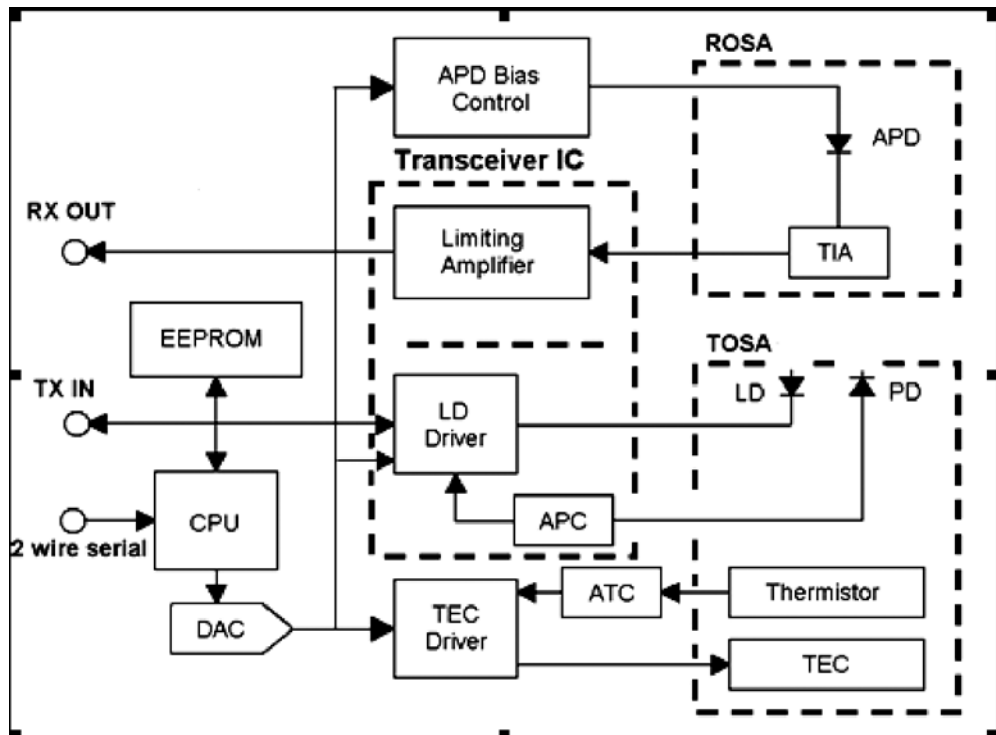 ROSA
APD Bias
Control
APD
Transceiver IC
RX OUT
Limiting
Amplifier
TIA
EEPROM
TOSA
TX IN
LD
Driver
LD
PD
CPU
2 wire serial
APC
DAC
TEC
Driver
ATC
Thermistor
TEC